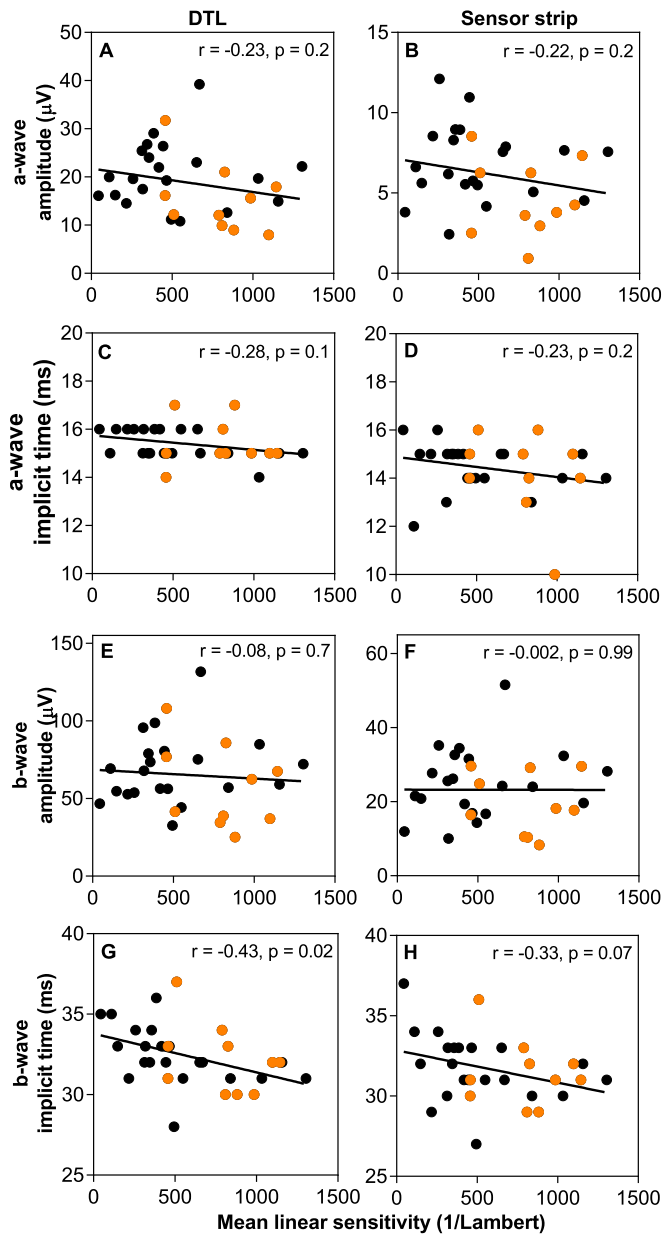 DTL
Sensor strip
A
r = -0.23, p = 0.2
a-wave
amplitude (μV)
50
40
30
20
10
0
0
500
1000
1500
B
r = -0.22, p = 0.2
15
10
5
0
0
500
1000
1500
C
r = -0.28, p = 0.1
a-wave
implicit time (ms)
20
18
16
14
12
10
0
500
1000
1500
D
r = -0.23, p = 0.2
20
18
16
14
12
10
0
500
1000
1500
E
r = -0.08, p = 0.7
b-wave
amplitude (μV)
150
100
50
0
0
500
1000
1500
F
r = -0.002, p = 0.99
60
40
20
0
0
500
1000
1500
G
r = -0.43, p = 0.02
b-wave
implicit time (ms)
40
35
30
25
0
500
1000
1500
H
r = -0.33, p = 0.07
40
35
30
25
0
500
1000
1500
Mean linear sensitivity (1/Lambert)